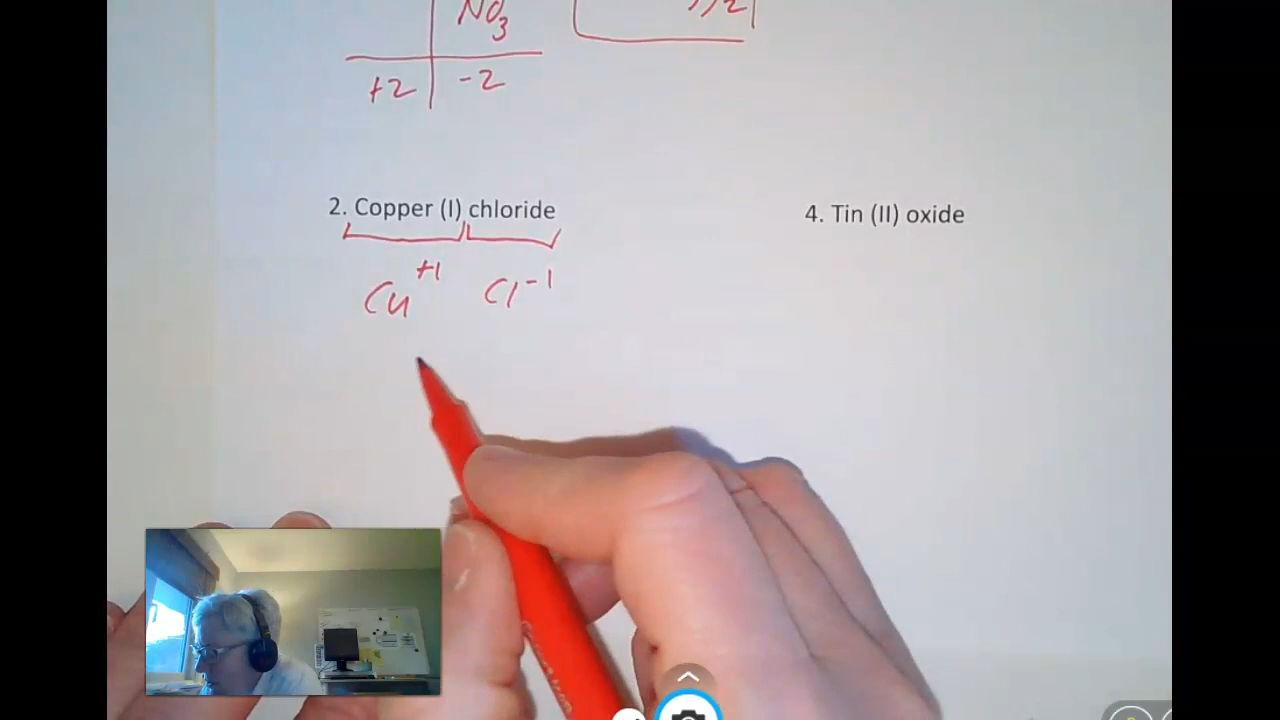 NO3
+2 -2
2. Copper (I) chloride
4. Tin (II) oxide
Cu+1 Cl-1